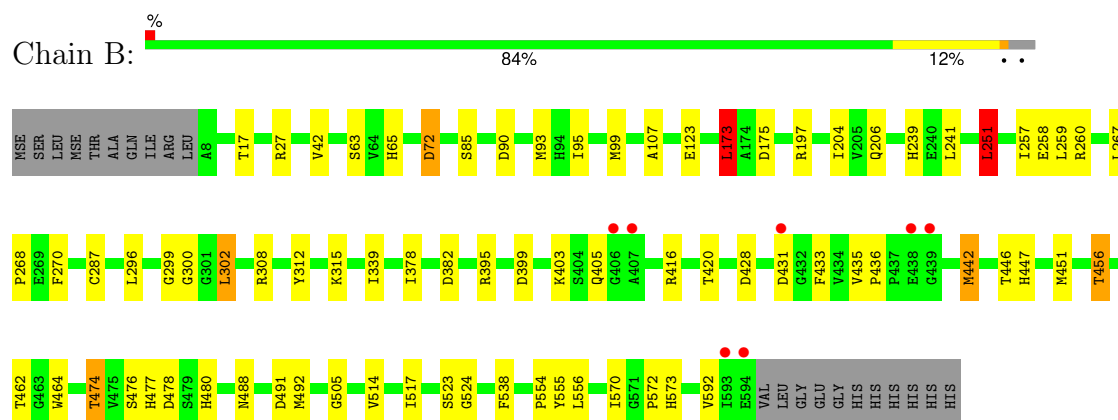 %
Chain B:
84% 12% • •
MSE SER LEU MSE THR ALA GLN ILE ARG LEU A8 T17 R27 V42 S63 V64 H65 D72 S85 D90 M93 H94 I95 M99 A107 E123 L173 A174 D175 R197 I204 V205 Q206 H239 E240 L241 L251 I257 E258 L259 R260 L267
P268 E269 F270 C287 L296 G299 G300 G301 L302 R308 Y312 K315 I339 I378 D382 R395 D399 K403 S404 Q405 G406 A407 R416 T420 D428 D431 G432 F433 V434 V435 P436 P437 E438 G439 M442 T446 H447 M451 T456
T462 G463 W464 T474 V475 S476 H477 D478 S479 H480 N488 D491 M492 G505 V514 I517 S523 G524 F538 P554 Y555 L556 I570 G571 P572 H573 V592 I593 E594 VAL LEU GLY GLU GLY HIS HIS HIS HIS HIS HIS